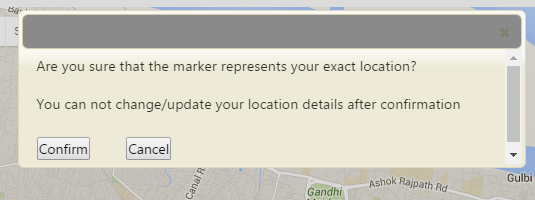 Are you sure that the marker represents your exact location?
You can not change/update your location details after confirmation
Confirm Cancel
Canal R
Gandhi
Maidan
Ashok Rajpath Rd
Gulbi